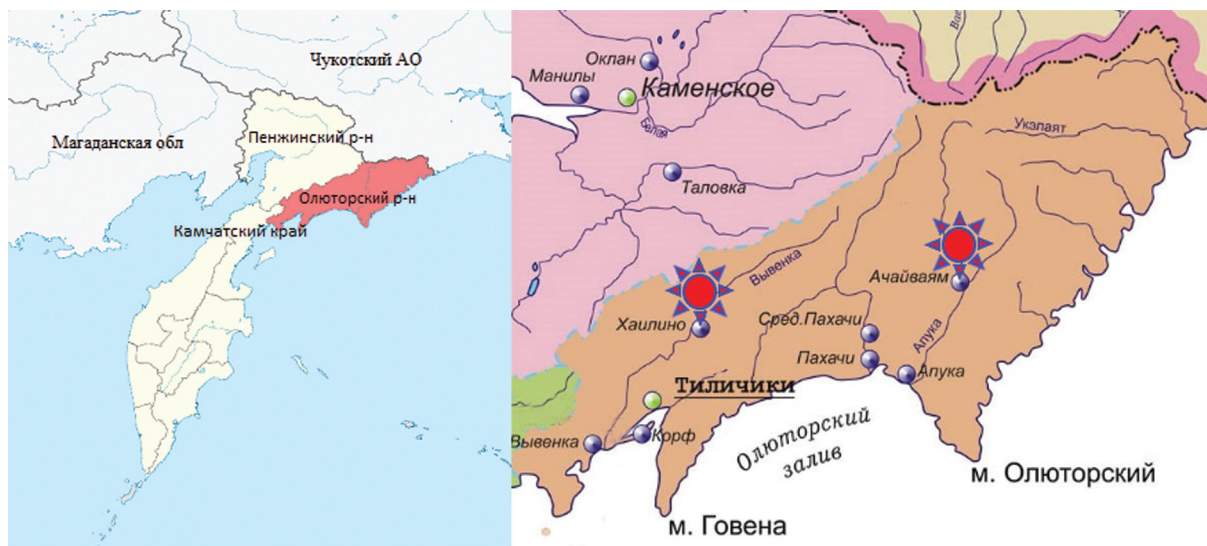 Чукотский АО
Магаданская обл
Пенжинский р-н
Олюторский р-н
Камчатский край
Оклан
Манилы
Каменское
Белая
Таловка
Вае
Укэлаят
Вывенка
Ачайваям
Хаилино
Сред.Пахачи
Апука
Пахачи
Апука
Тиличики
Вывенка
Корф
Олюторский
залив
м. Олюторский
м. Говена